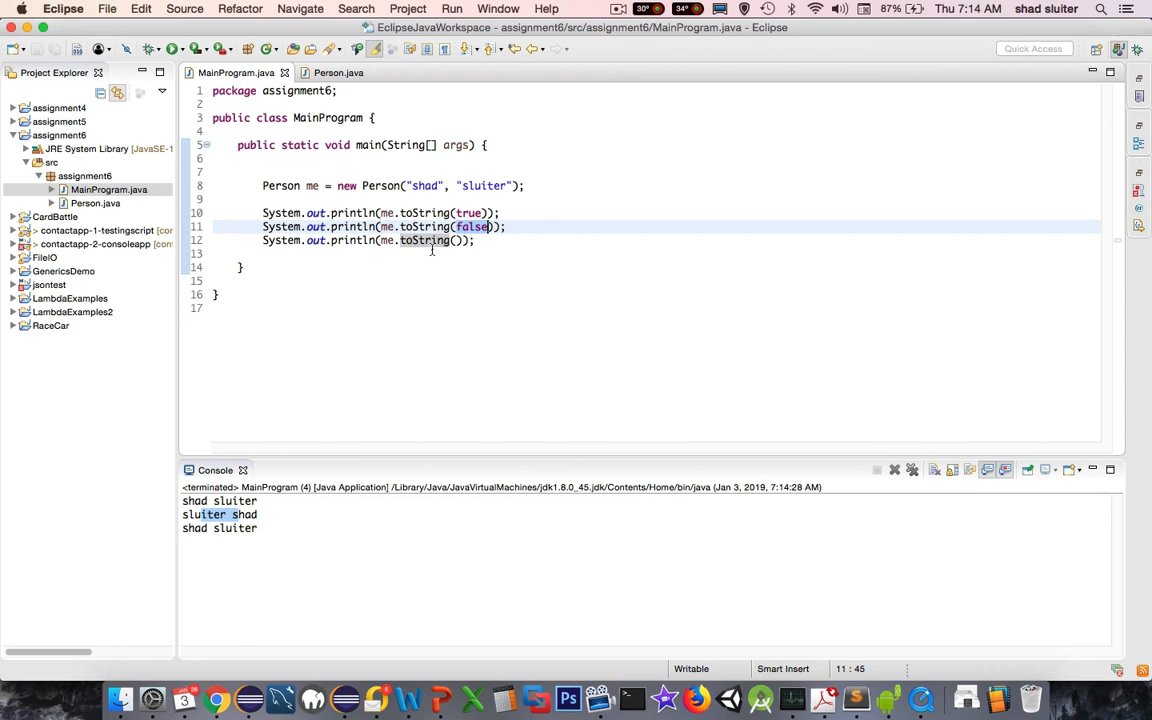 Eclipse File Edit Source Refactor Navigate Search Project Run Window Help 30° 34° 87% Thu 7:14 AM shad sluiter
EclipseJavaWorkspace - assignment6/src/assignment6/MainProgram.java - Eclipse
Quick Access
Project Explorer
MainProgram.java
Person.java
assignment4
assignment5
assignment6
JRE System Library [JavaSE-1
src
assignment6
MainProgram.java
Person.java
CardBattle
contactapp-1-testingscript [contact
contactapp-2-consoleapp [contact
FileIO
GenericsDemo
jsontest
LambdaExamples
LambdaExamples2
RaceCar
1 package assignment6;
2
3 public class MainProgram {
4
5 public static void main(String[] args) {
6
7
8 Person me = new Person("shad", "sluiter");
9
10 System.out.println(me.toString(true));
11 System.out.println(me.toString(false));
12 System.out.println(me.toString());
13
14 }
15
16 }
17
Console
<terminated> MainProgram (4) [Java Application] /Library/Java/JavaVirtualMachines/jdk1.8.0_45.jdk/Contents/Home/bin/java (Jan 3, 2019, 7:14:28 AM)
shad sluiter
sluiter shad
shad sluiter
Writable Smart Insert 11 : 45